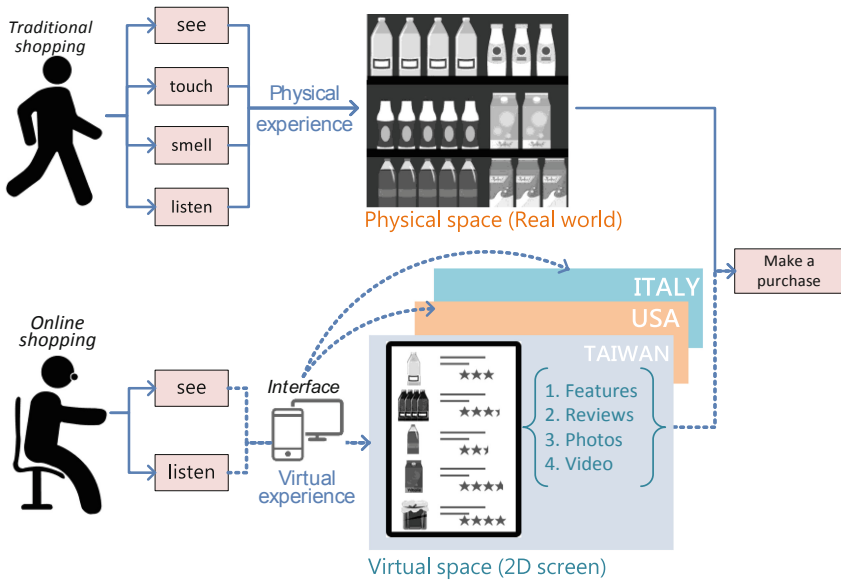 Traditional
shopping
see
touch
smell
listen
Physical
experience
Physical space (Real world)
Make a
purchase
Online
shopping
see
listen
Interface
Virtual
experience
ITALY
USA
TAIWAN
1. Features
2. Reviews
3. Photos
4. Video
Virtual space (2D screen)